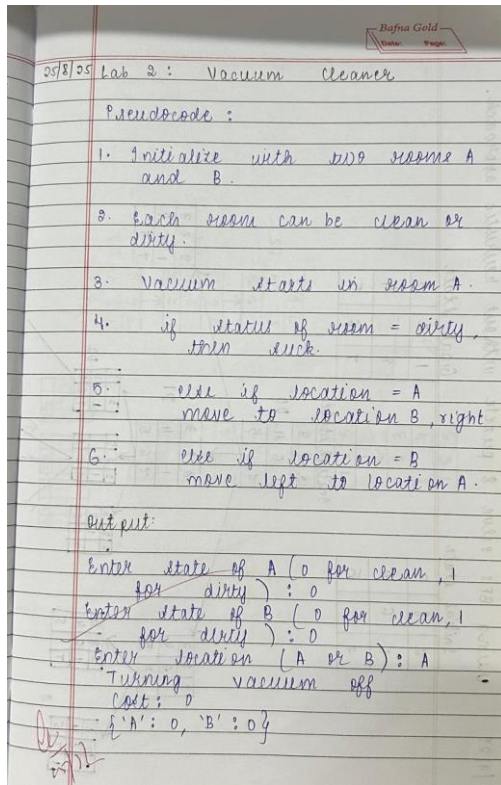 Bafna Gold
Date: Page:
25/8/25 Lab 2 : Vacuum Cleaner
Pseudocode :
1. Initialize with two rooms A
and B.
2. Each room can be clean or
dirty.
3. Vacuum starts in room A.
4. if status of room = dirty,
then suck.
5. else if location = A
move to location B, right
6. else if location = B
move left to location A.
Output:
Enter state of A (0 for clean, 1
for dirty) : 0
Enter state of B (0 for clean, 1
for dirty) : 0
Enter location (A or B) : A
Turning vacuum off
Cost : 0
{'A': 0, 'B': 0}